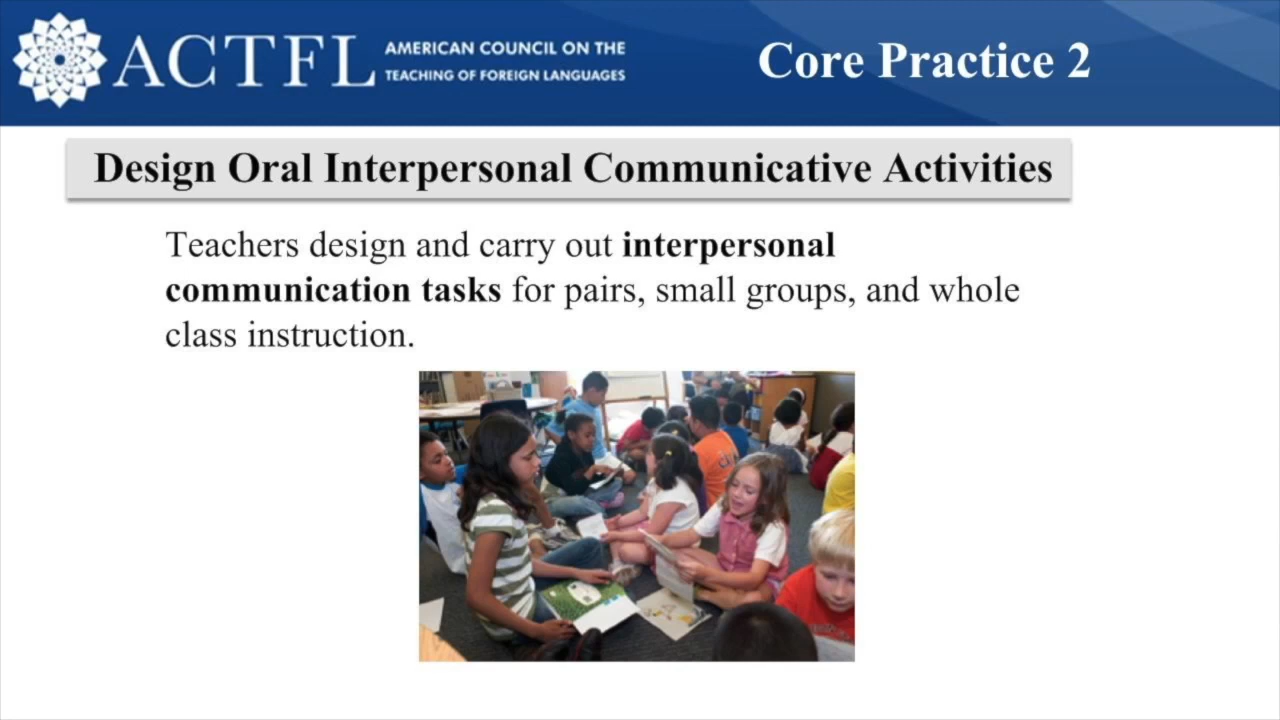 ACTFL
AMERICAN COUNCIL ON THE
TEACHING OF FOREIGN LANGUAGES
Core Practice 2
Design Oral Interpersonal Communicative Activities
Teachers design and carry out interpersonal
communication tasks for pairs, small groups, and whole
class instruction.